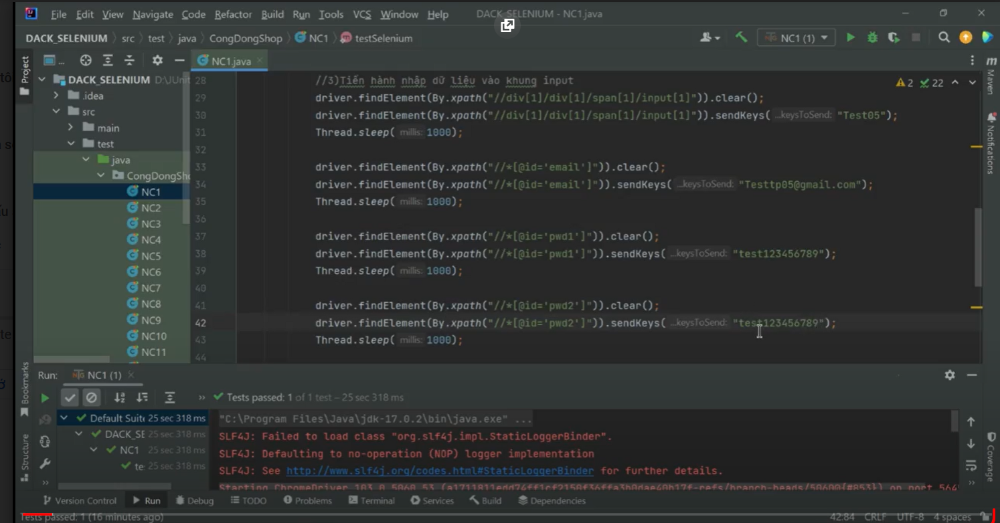 File Edit View Navigate Code Refactor Build Run Tools VCS Window Help DACK_SELENIUM - NC1.java
DACK_SELENIUM src test java CongDongShop NC1 testSelenium NC1 (1)
Project
... NC1.java
DACK_SELENIUM D:\JUnit
.idea
src
main
test
java
CongDongSho
NC1
NC2
NC3
NC4
NC5
NC6
NC7
NC8
NC9
NC10
NC11
28 //3)Tiến hành nhập dữ liệu vào khung input
29 driver.findElement(By.xpath("//div[1]/div[1]/span[1]/input[1]")).clear();
30 driver.findElement(By.xpath("//div[1]/div[1]/span[1]/input[1]")).sendKeys( ...keysToSend: "Test05");
31 Thread.sleep( millis: 1000);
32
33 driver.findElement(By.xpath("//*[@id='email']")).clear();
34 driver.findElement(By.xpath("//*[@id='email']")).sendKeys( ...keysToSend: "Testtp05@gmail.com");
35 Thread.sleep( millis: 1000);
36
37 driver.findElement(By.xpath("//*[@id='pwd1']")).clear();
38 driver.findElement(By.xpath("//*[@id='pwd1']")).sendKeys( ...keysToSend: "test123456789");
39 Thread.sleep( millis: 1000);
40
41 driver.findElement(By.xpath("//*[@id='pwd2']")).clear();
42 driver.findElement(By.xpath("//*[@id='pwd2']")).sendKeys( ...keysToSend: "test123456789");
43 Thread.sleep( millis: 1000);
44
2 22
m Maven
Notifications
Bookmarks
Structure
Coverage
Run: NC1 (1)
Tests passed: 1 of 1 test – 25 sec 318 ms
Default Suite 25 sec 318 ms
DACK_SE 25 sec 318 ms
NC1 25 sec 318 ms
te 25 sec 318 ms
"C:\Program Files\Java\jdk-17.0.2\bin\java.exe" ...
SLF4J: Failed to load class "org.slf4j.impl.StaticLoggerBinder".
SLF4J: Defaulting to no-operation (NOP) logger implementation
SLF4J: See http://www.slf4j.org/codes.html#StaticLoggerBinder for further details.
Starting ChromeDriver 103.0.5060.53
Version Control Run Debug TODO Problems Terminal Services Build Dependencies
Tests passed: 1 (16 minutes ago) 42:84 CRLF UTF-8 4 spaces